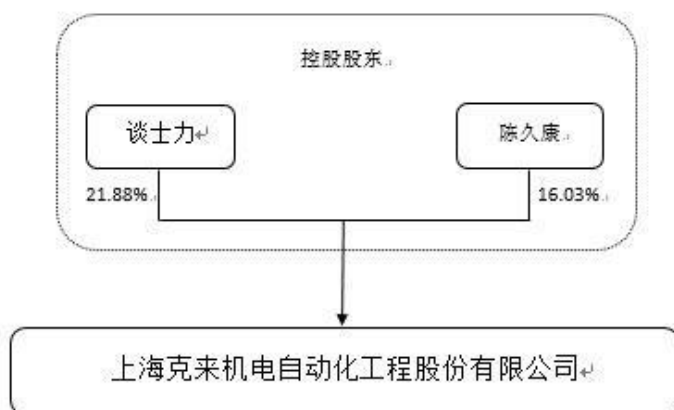 控股股东
谈士力
陈久康
21.88%
16.03%
上海克来机电自动化工程股份有限公司